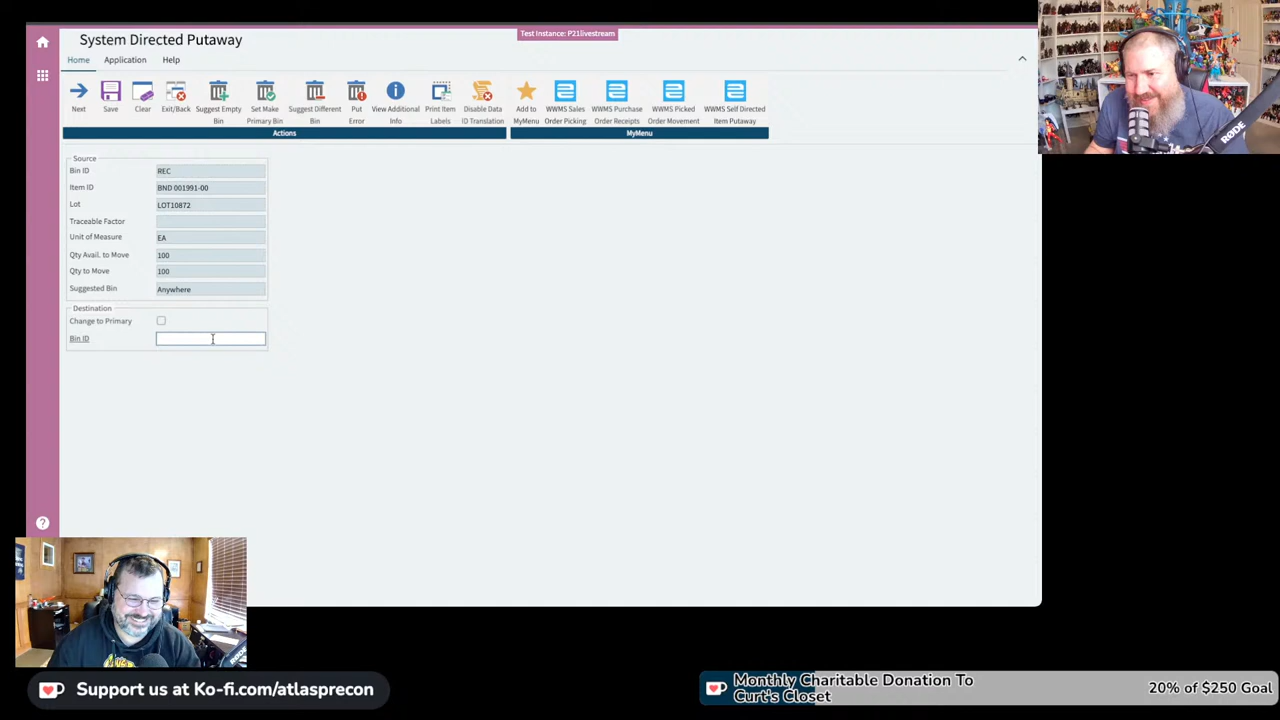 System Directed Putaway
Test Instance: P21livestream
Home Application Help
Next
Save
Clear
Exit/Back
Suggest Empty
Bin
Set Make
Primary Bin
Suggest Different
Bin
Put
Error
View Additional
Info
Print Item
Labels
Disable Data
ID Translation
Add to
MyMenu
WWMS Sales
Order Picking
WWMS Purchase
Order Receipts
WWMS Picked
Order Movement
WWMS Self Directed
Item Putaway
Actions
MyMenu
Source
Bin ID REC
Item ID BND 001991-00
Lot LOT10872
Traceable Factor
Unit of Measure EA
Qty Avail. to Move 100
Qty to Move 100
Suggested Bin Anywhere
Destination
Change to Primary
Bin ID
RØDE
Support us at Ko-fi.com/atlasprecon
Monthly Charitable Donation To
Curt's Closet
20% of $250 Goal